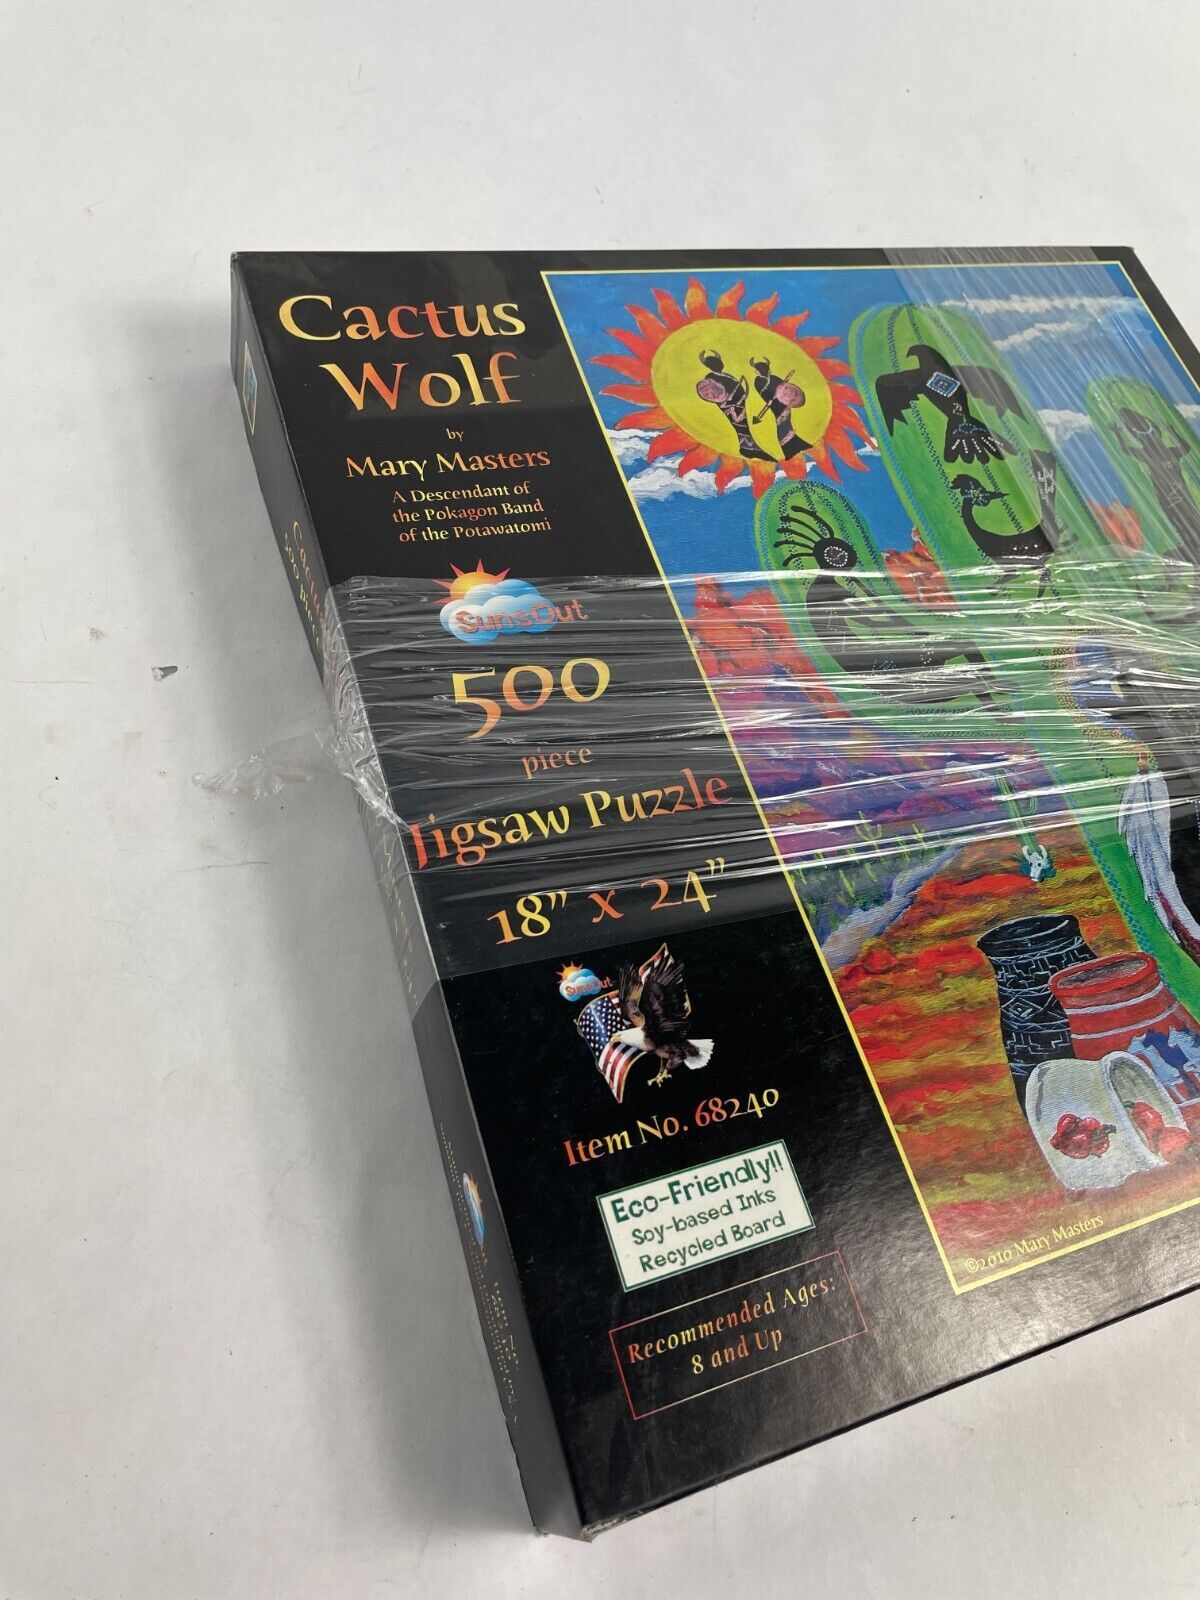 Cactus
Wolf
by
Mary Masters
A Descendant of
the Pokagon Band
of the Potawatomi
SunsOut
500
piece
Jigsaw Puzzle
18" x 24"
SunsOut
Item No. 68240
Eco-Friendly!!
Soy-based Inks
Recycled Board
Recommended Ages:
8 and Up
©2010 Mary Masters